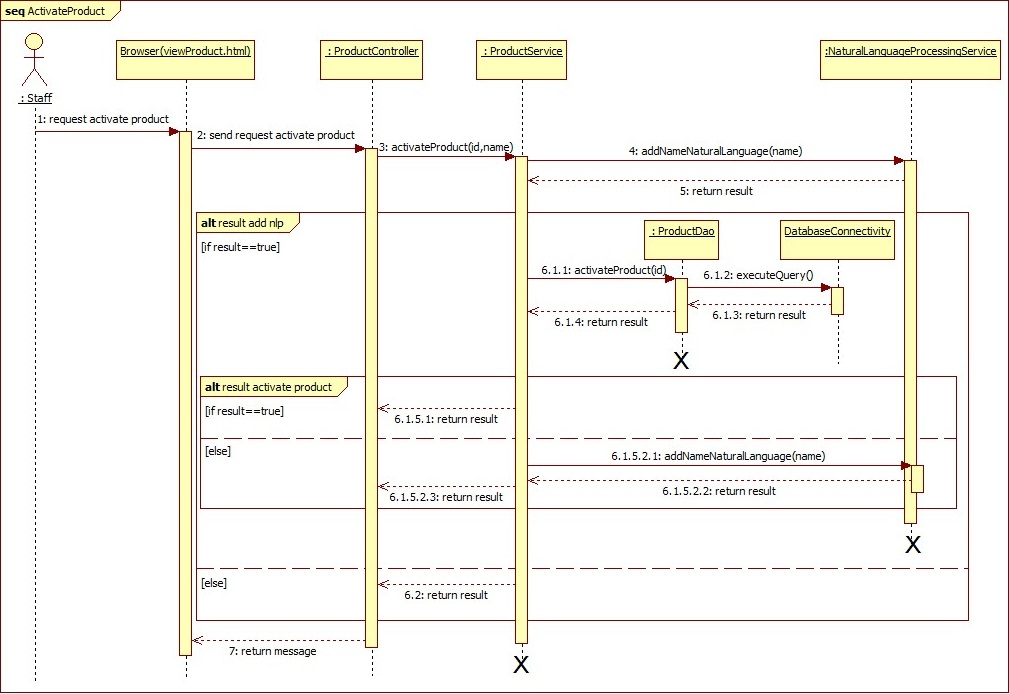 seq ActivateProduct
Browser(viewProduct.html)
: ProductController
: ProductService
:NaturalLanguageProcessingService
: Staff
1: request activate product
2: send request activate product
3: activateProduct(id,name)
4: addNameNaturalLanguage(name)
5: return result
alt result add nlp
[if result==true]
: ProductDao
DatabaseConnectivity
6.1.1: activateProduct(id)
6.1.2: executeQuery()
6.1.3: return result
6.1.4: return result
X
alt result activate product
[if result==true]
6.1.5.1: return result
[else]
6.1.5.2.1: addNameNaturalLanguage(name)
6.1.5.2.2: return result
6.1.5.2.3: return result
X
[else]
6.2: return result
7: return message
X